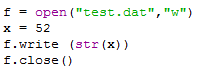 f = open("test.dat","w")
x = 52
f.write (str(x))
f.close()